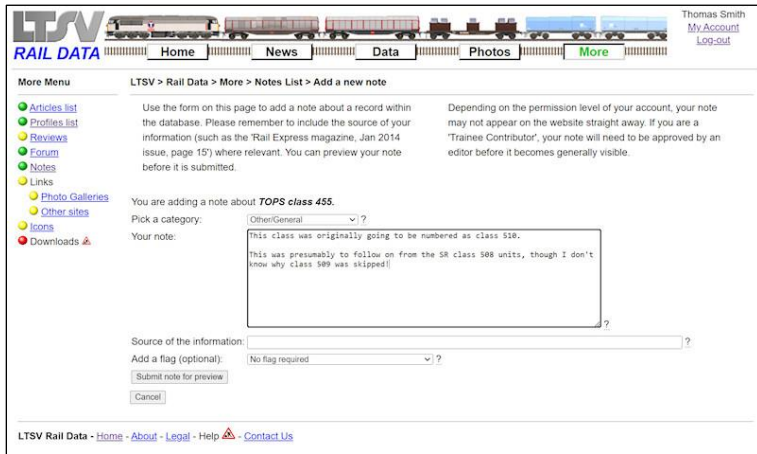 LTSV
RAIL DATA
Home
News
Data
Photos
More
Thomas Smith
My Account
Log-out
More Menu
Articles list
Profiles list
Reviews
Forum
Notes
Links
Photo Galleries
Other sites
Icons
Downloads
LTSV > Rail Data > More > Notes List > Add a new note
Use the form on this page to add a note about a record within
the database. Please remember to include the source of your
information (such as the 'Rail Express magazine, Jan 2014
issue, page 15') where relevant. You can preview your note
before it is submitted.
Depending on the permission level of your account, your note
may not appear on the website straight away. If you are a
'Trainee Contributor', your note will need to be approved by an
editor before it becomes generally visible.
You are adding a note about TOPS class 455.
Pick a category: Other/General ?
Your note:
This class was originally going to be numbered as class 510.
This was presumably to follow on from the SR class 508 units, though I don't
know why class 509 was skipped!
?
Source of the information: ?
Add a flag (optional): No flag required ?
Submit note for preview
Cancel
LTSV Rail Data - Home - About - Legal - Help - Contact Us